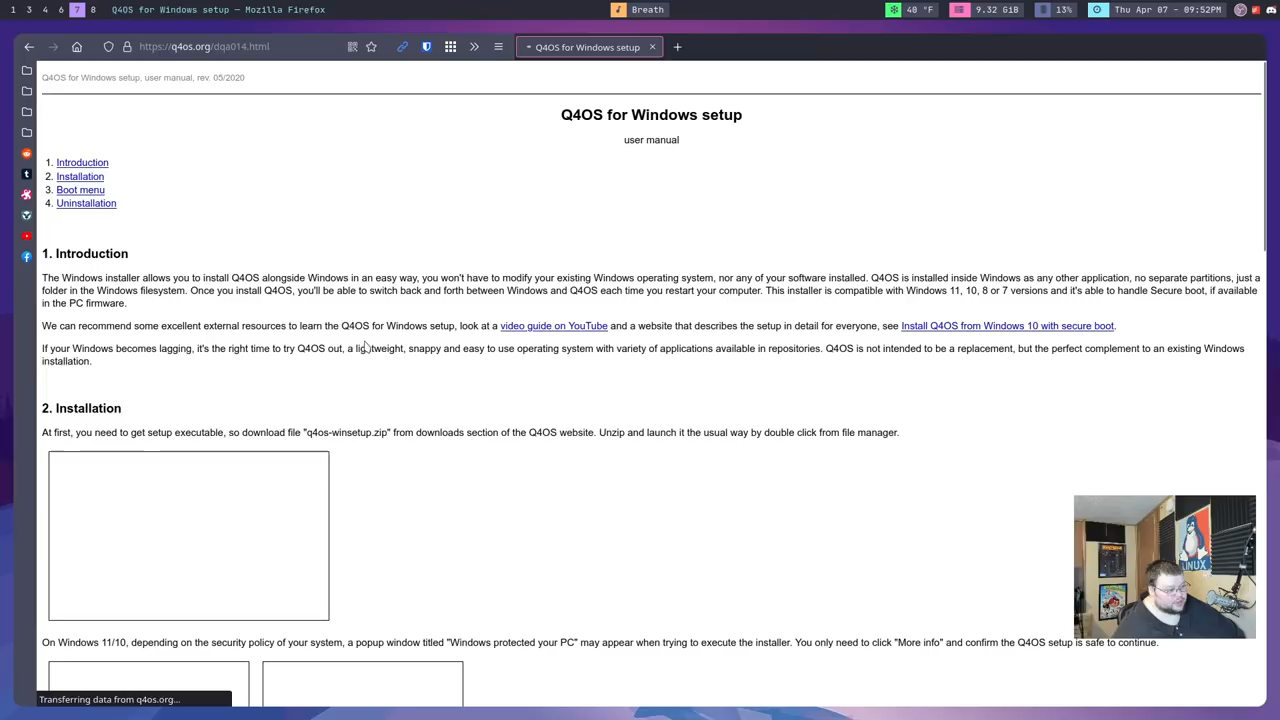 1 3 4 6 7 8 Q4OS for Windows setup — Mozilla Firefox
Breath
40 °F
9.32 GiB
13%
Thu Apr 07 - 09:52PM
https://q4os.org/dqa014.html
Q4OS for Windows setup
Q4OS for Windows setup, user manual, rev. 05/2020
Q4OS for Windows setup
user manual
1. Introduction
2. Installation
3. Boot menu
4. Uninstallation
1. Introduction
The Windows installer allows you to install Q4OS alongside Windows in an easy way, you won't have to modify your existing Windows operating system, nor any of your software installed. Q4OS is installed inside Windows as any other application, no separate partitions, just a
folder in the Windows filesystem. Once you install Q4OS, you'll be able to switch back and forth between Windows and Q4OS each time you restart your computer. This installer is compatible with Windows 11, 10, 8 or 7 versions and it's able to handle Secure boot, if available
in the PC firmware.
We can recommend some excellent external resources to learn the Q4OS for Windows setup, look at a video guide on YouTube and a website that describes the setup in detail for everyone, see Install Q4OS from Windows 10 with secure boot.
If your Windows becomes lagging, it's the right time to try Q4OS out, a lightweight, snappy and easy to use operating system with variety of applications available in repositories. Q4OS is not intended to be a replacement, but the perfect complement to an existing Windows
installation.
2. Installation
At first, you need to get setup executable, so download file "q4os-winsetup.zip" from downloads section of the Q4OS website. Unzip and launch it the usual way by double click from file manager.
LINUX
On Windows 11/10, depending on the security policy of your system, a popup window titled "Windows protected your PC" may appear when trying to execute the installer. You only need to click "More info" and confirm the Q4OS setup is safe to continue.
Transferring data from q4os.org...